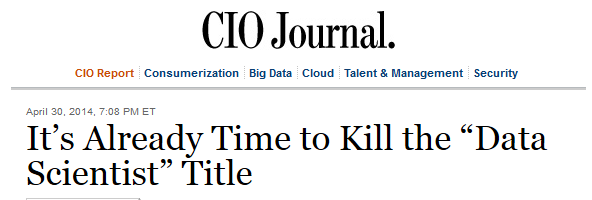 CIO Journal.
CIO Report Consumerization Big Data Cloud Talent & Management Security
April 30, 2014, 7:08 PM ET
It’s Already Time to Kill the “Data
Scientist” Title